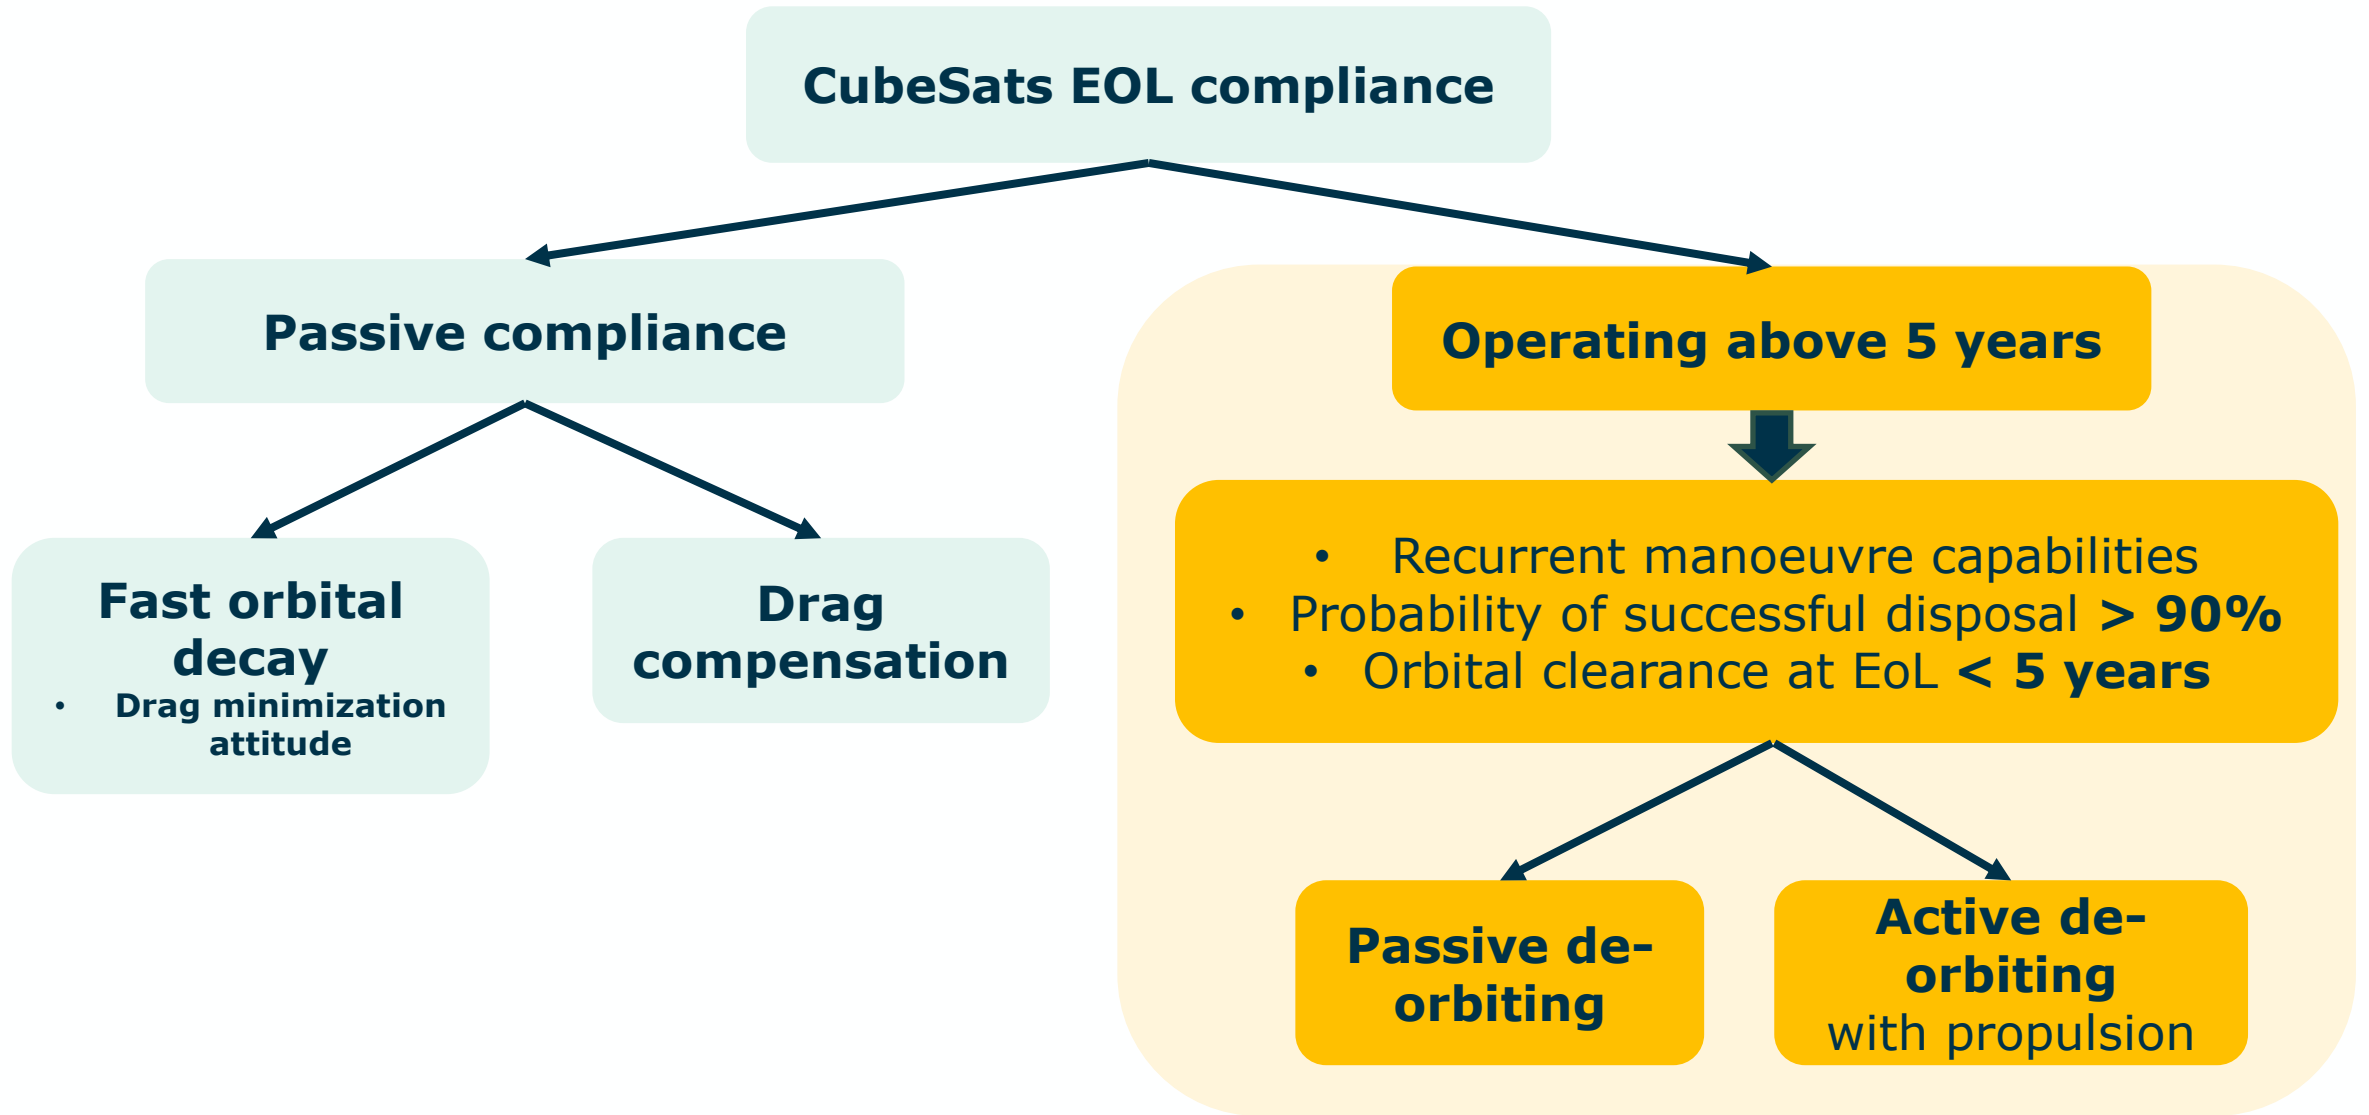 CubeSats EOL compliance
Passive compliance
Operating above 5 years
• Recurrent manoeuvre capabilities
• Probability of successful disposal > 90%
• Orbital clearance at EoL < 5 years
Fast orbital
decay
• Drag minimization
attitude
Drag
compensation
Passive de-
orbiting
Active de-
orbiting
with propulsion